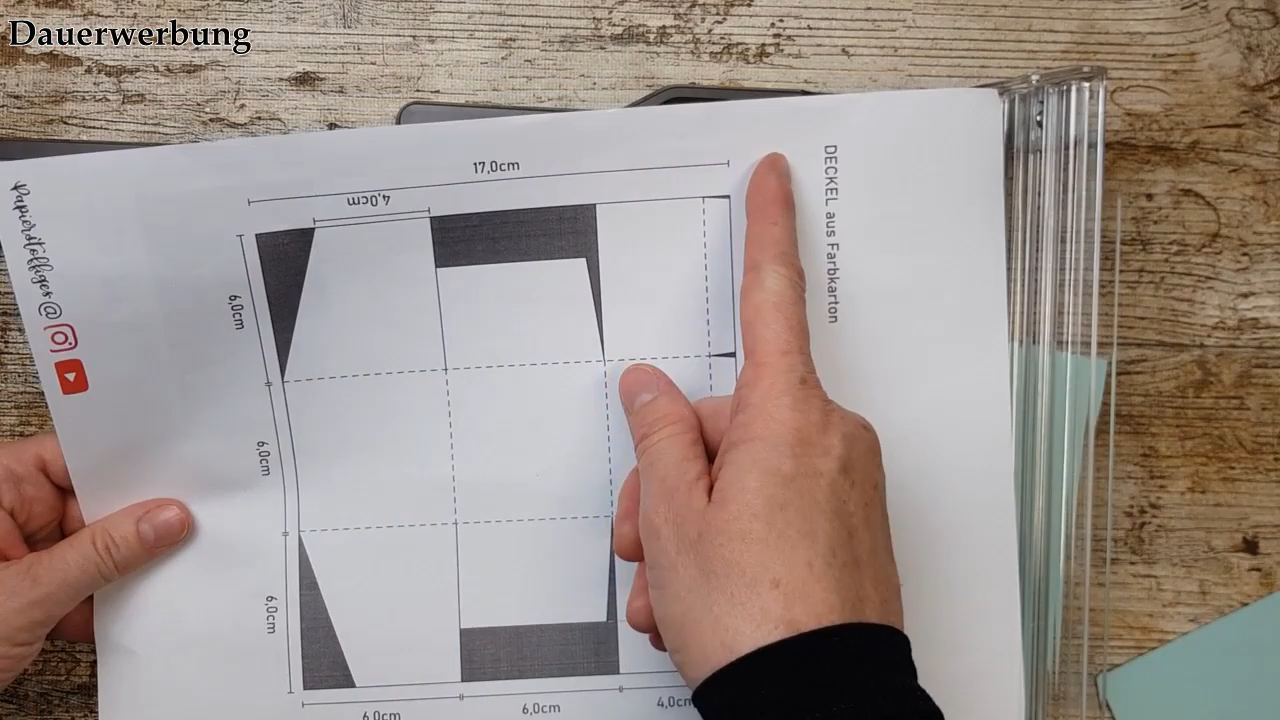 Dauerwerbung
17,0cm
4,0cm
DECKEL aus Farbkarton
Papierstöffiges@
6,0cm
6,0cm
6,0cm
6,0cm
6,0cm
4,0cm